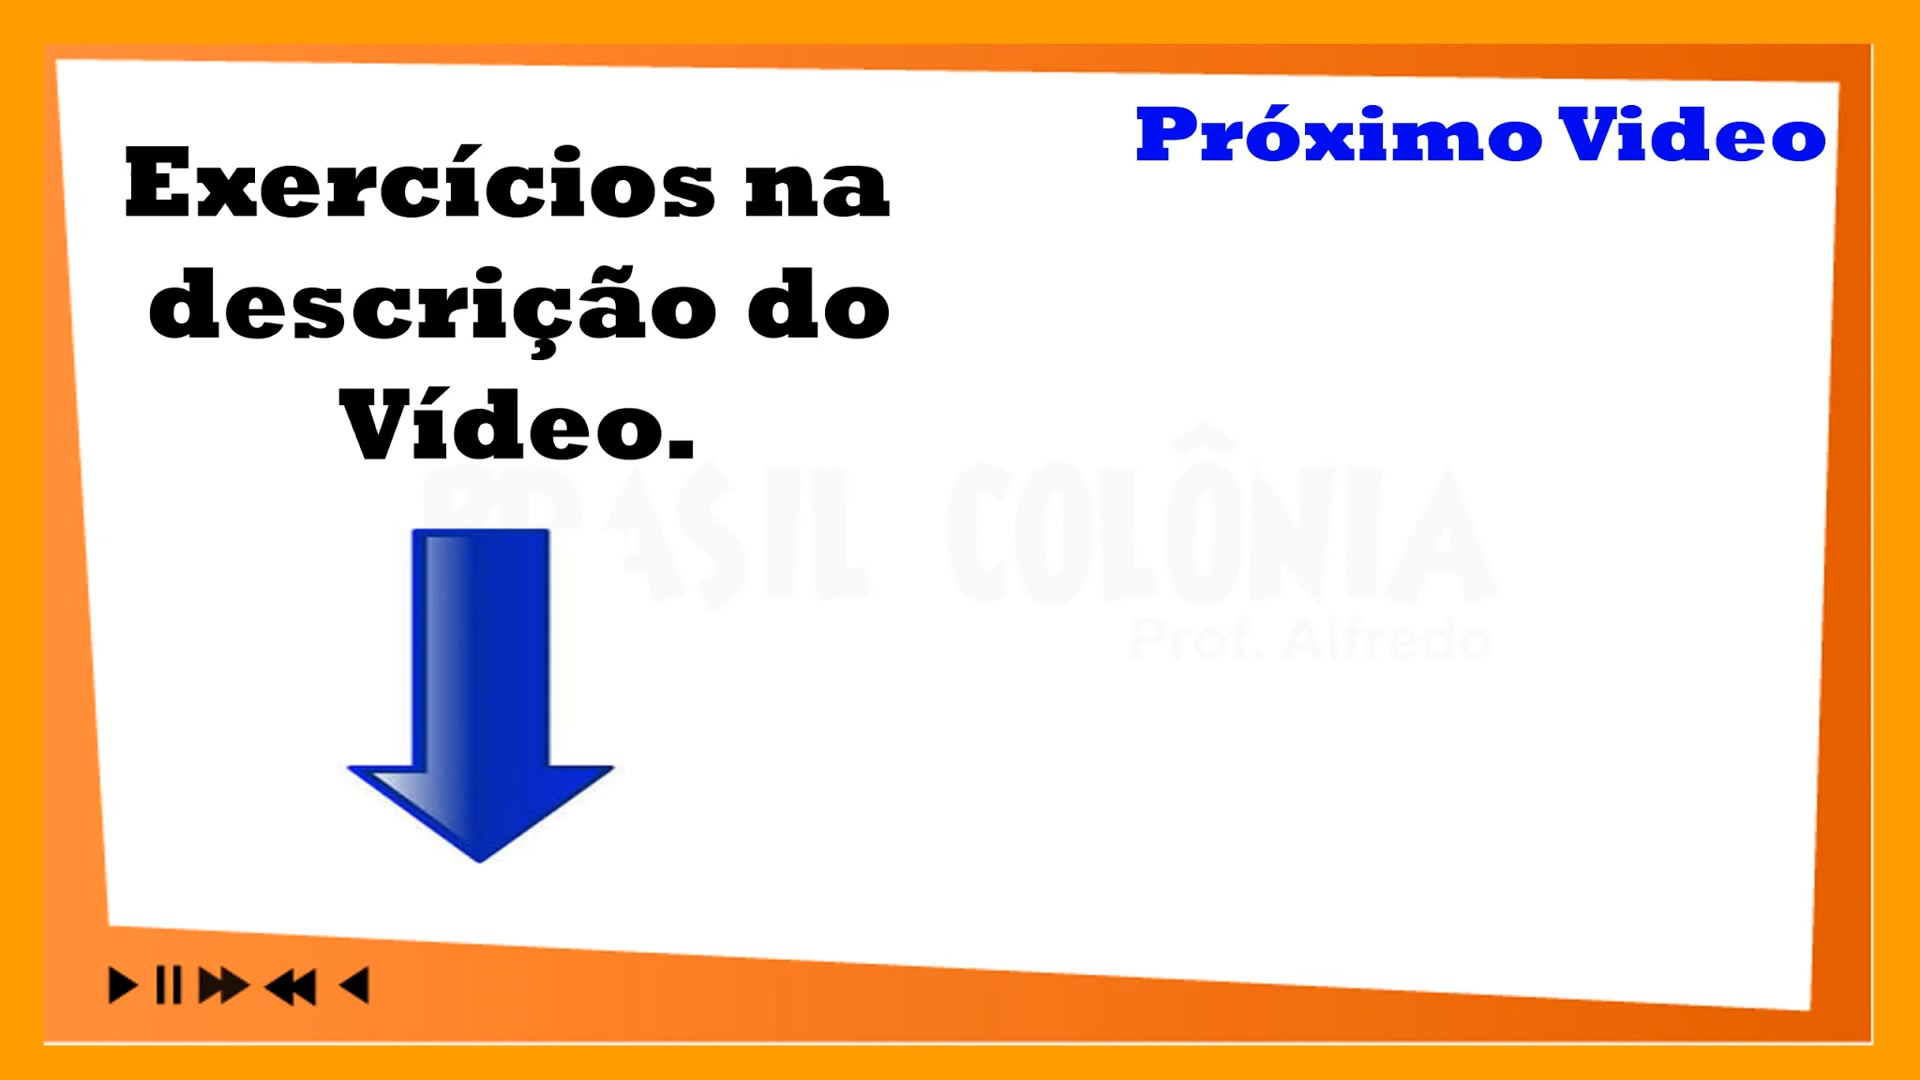 Próximo Video
Exercícios na
descrição do
Vídeo.
BRASIL COLÔNIA
Prof. Alfredo